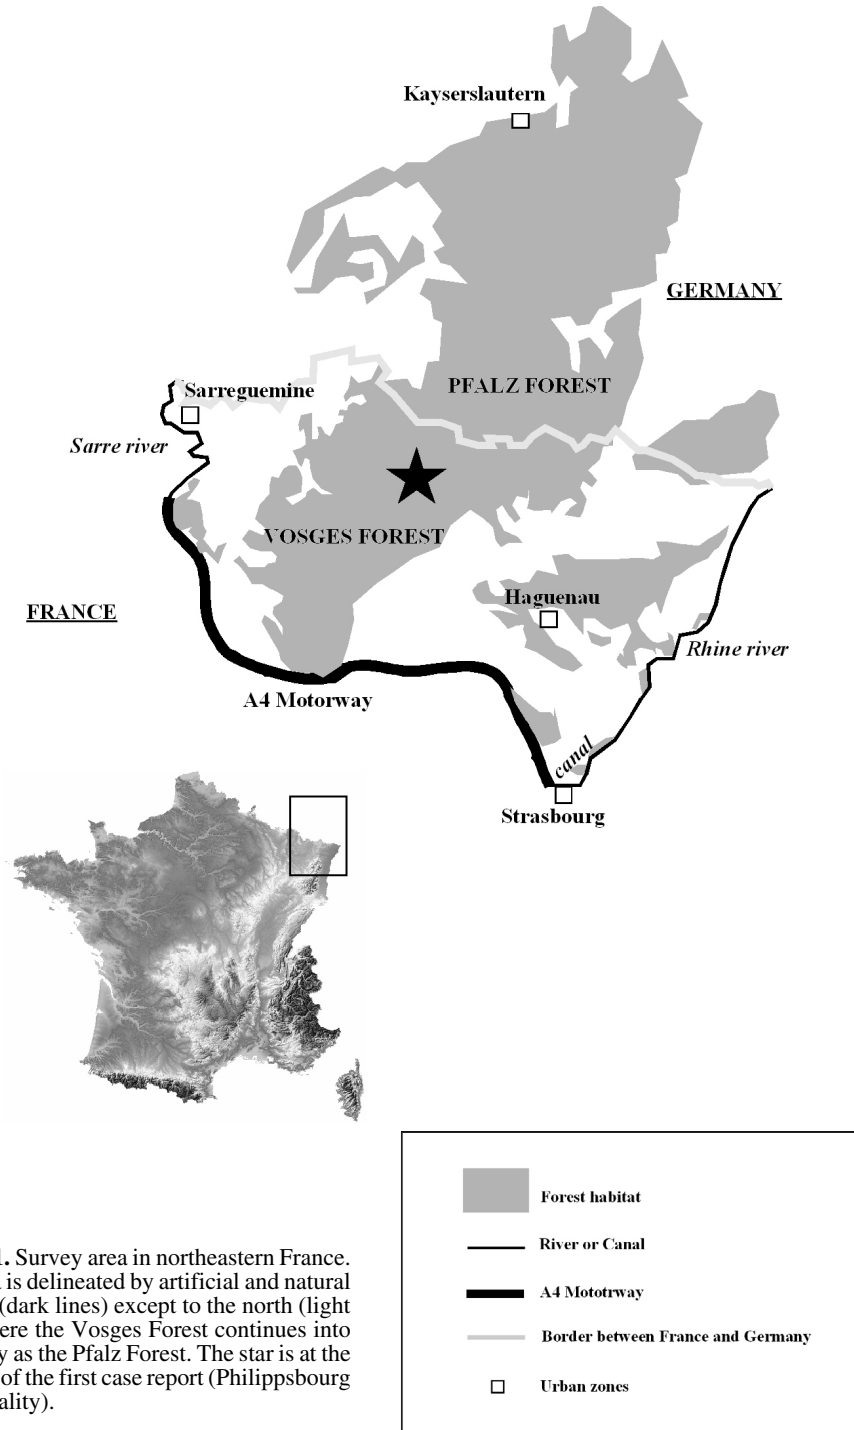 Kayserslautern
GERMANY
PFALZ FOREST
Sarreguemine
Sarre river
VOSGES FOREST
Haguenau
FRANCE
Rhine river
A4 Motorway
canal
Strasbourg
Forest habitat
River or Canal
A4 Mototrway
Border between France and Germany
Urban zones
. Survey area in northeastern France.
is delineated by artificial and natural
(dark lines) except to the north (light
ere the Vosges Forest continues into
y as the Pfalz Forest. The star is at the
of the first case report (Philippsbourg
ality).